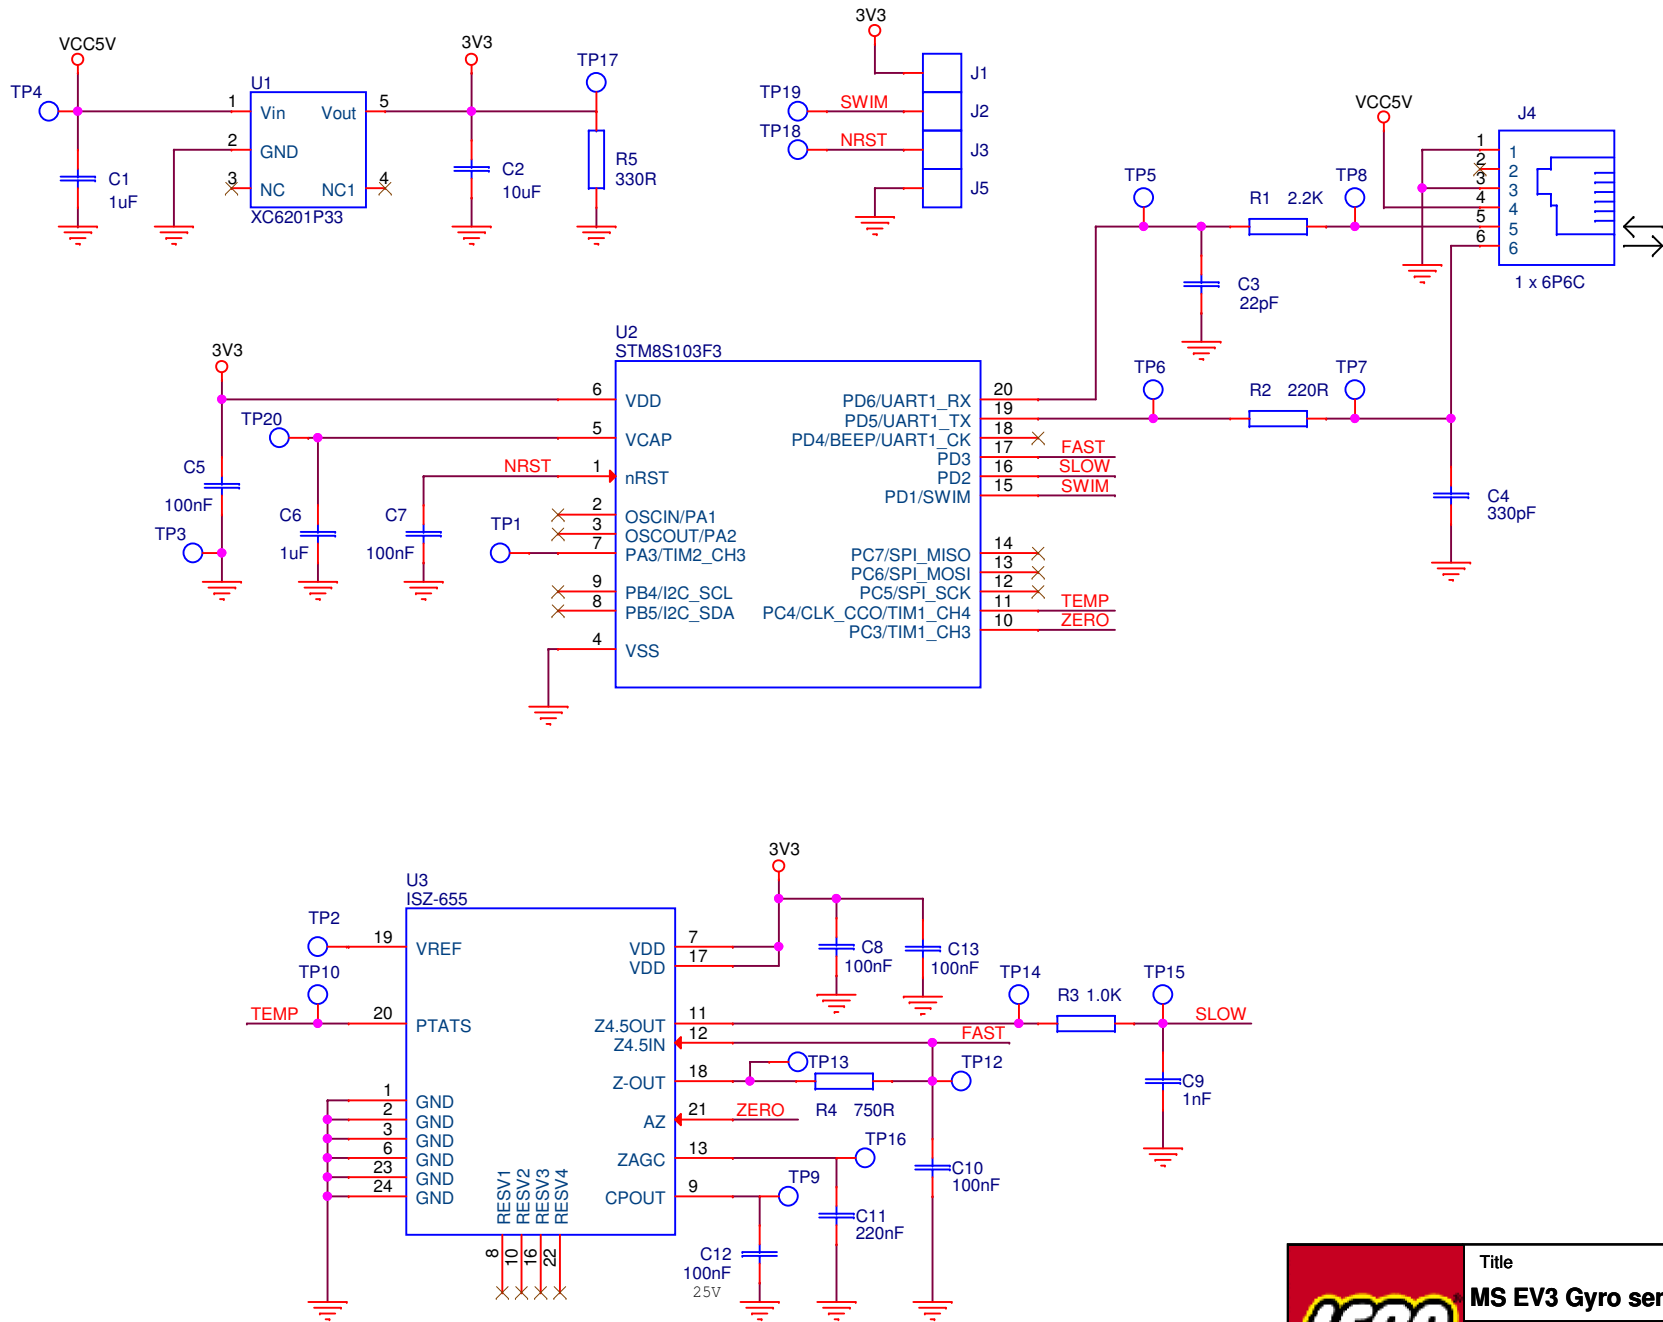 VCC5V
TP4
U1
1 Vin Vout 5
2 GND
3 NC NC1 4
XC6201P33
C1
1uF
3V3
TP17
C2
10uF
R5
330R
3V3
J1
TP19 SWIM J2
TP18 NRST J3
J5
VCC5V
J4
1 1
2 2
3 3
4 4
5 5
6 6
1 x 6P6C
TP5
R1 2.2K
TP8
C3
22pF
TP6
R2 220R
TP7
C4
330pF
3V3
TP20
C5
100nF
TP3
C6
1uF
C7
100nF
NRST
TP1
U2
STM8S103F3
6 VDD
5 VCAP
1 nRST
2 OSCIN/PA1
3 OSCOUT/PA2
7 PA3/TIM2_CH3
9 PB4/I2C_SCL
8 PB5/I2C_SDA
4 VSS
PD6/UART1_RX 20
PD5/UART1_TX 19
PD4/BEEP/UART1_CK 18
PD3 17 FAST
PD2 16 SLOW
PD1/SWIM 15 SWIM
PC7/SPI_MISO 14
PC6/SPI_MOSI 13
PC5/SPI_SCK 12
PC4/CLK_CCO/TIM1_CH4 11 TEMP
PC3/TIM1_CH3 10 ZERO
U3
ISZ-655
TP2
19 VREF
TP10
TEMP 20 PTATS
1 GND
2 GND
3 GND
6 GND
23 GND
24 GND
RESV1 8
RESV2 10
RESV3 16
RESV4 22
VDD 7
VDD 17
Z4.5OUT 11
Z4.5IN 12 FAST
Z-OUT 18
AZ 21 ZERO
ZAGC 13
CPOUT 9
3V3
C8
100nF
C13
100nF
TP14
R3 1.0K
TP15
SLOW
C9
1nF
TP13
R4 750R
TP12
TP16
TP9
C10
100nF
C11
220nF
C12
100nF
25V
Title
MS EV3 Gyro ser
LEGO